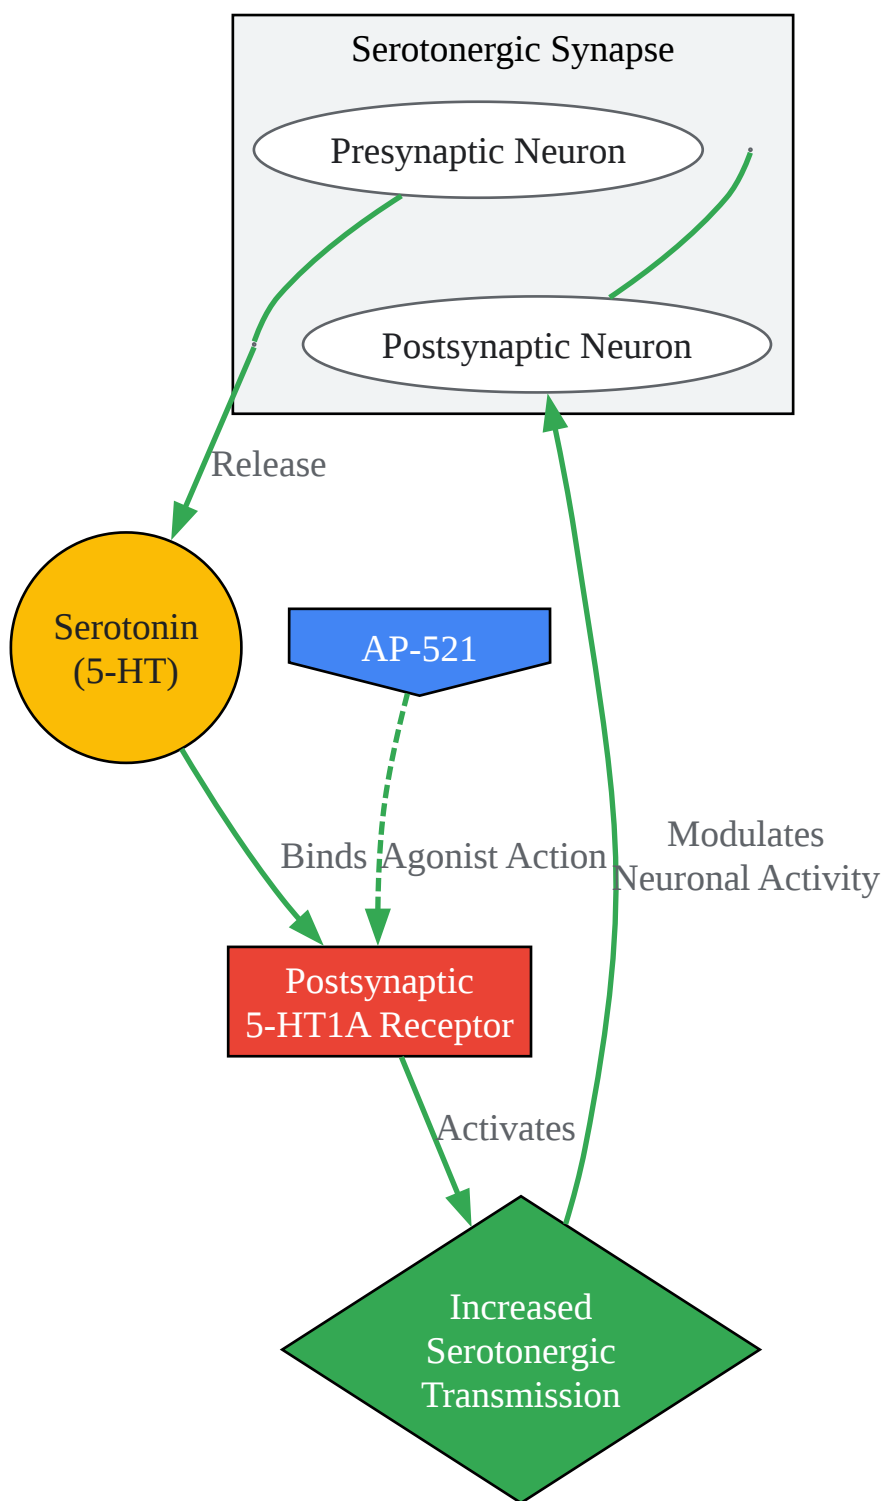 Serotonergic Synapse
Presynaptic Neuron
Postsynaptic Neuron
Release
Serotonin
(5-HT)
AP-521
Binds
Agonist Action
Modulates
Neuronal Activity
Postsynaptic
5-HT1A Receptor
Activates
Increased
Serotonergic
Transmission